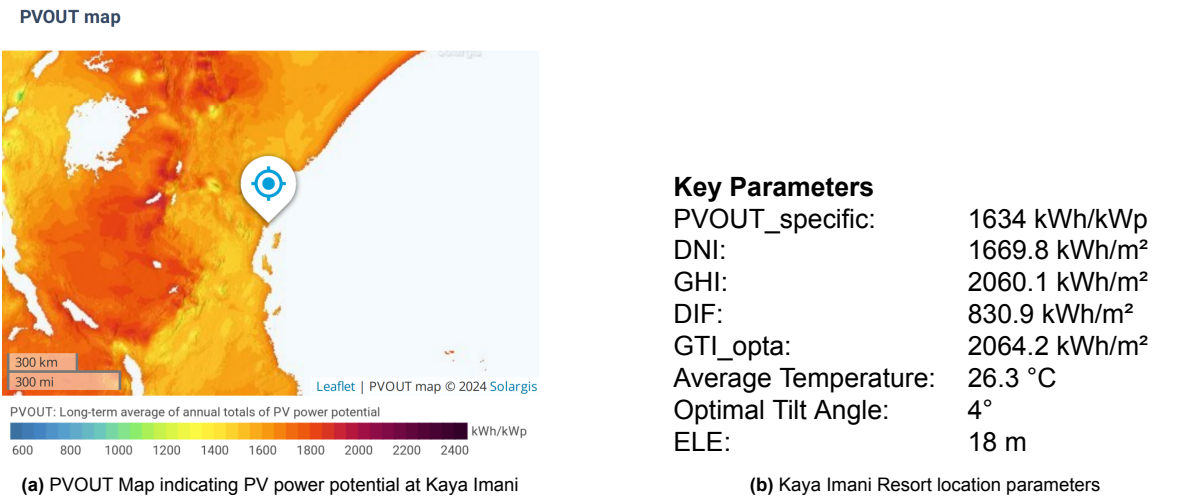 PVOUT map
Solargis
300 km
300 mi
Leaflet | PVOUT map © 2024 Solargis
PVOUT: Long-term average of annual totals of PV power potential
kWh/kWp
600 800 1000 1200 1400 1600 1800 2000 2200 2400
(a) PVOUT Map indicating PV power potential at Kaya Imani
Key Parameters
PVOUT_specific: 1634 kWh/kWp
DNI: 1669.8 kWh/m²
GHI: 2060.1 kWh/m²
DIF: 830.9 kWh/m²
GTI_opta: 2064.2 kWh/m²
Average Temperature: 26.3 °C
Optimal Tilt Angle: 4°
ELE: 18 m
(b) Kaya Imani Resort location parameters